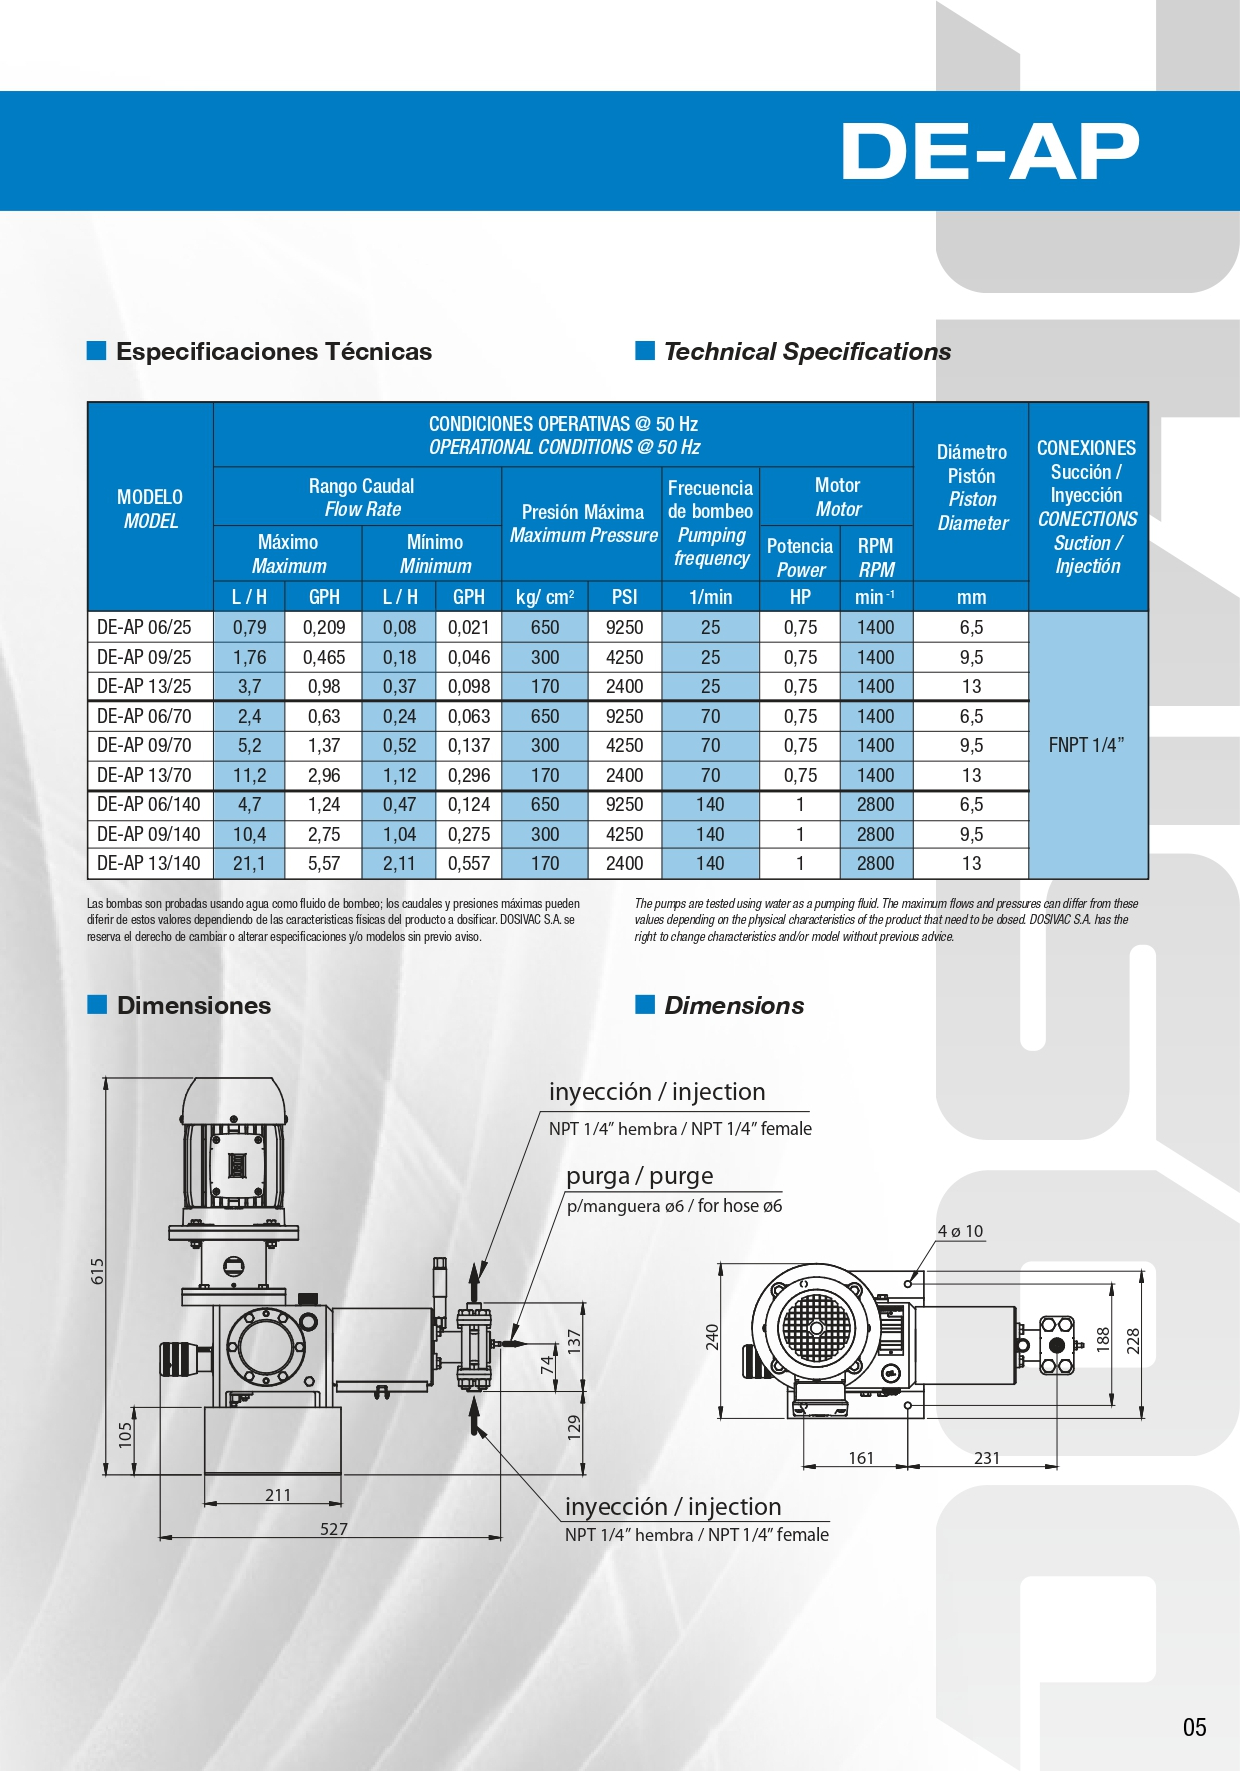 DE-AP
Especificaciones Técnicas
Technical Specifications
MODELO
MODEL
CONDICIONES OPERATIVAS @ 50 Hz
OPERATIONAL CONDITIONS @ 50 Hz
Rango Caudal
Flow Rate
Máximo
Maximum
Mínimo
Minimum
Presión Máxima
Maximum Pressure
Frecuencia
de bombeo
Pumping
frequency
Motor
Motor
Potencia
Power
RPM
RPM
Diámetro
Pistón
Piston
Diameter
CONEXIONES
Succión /
Inyección
CONECTIONS
Suction /
Injectión
L / H GPH L / H GPH kg/ cm² PSI 1/min HP min -1 mm
DE-AP 06/25 0,79 0,209 0,08 0,021 650 9250 25 0,75 1400 6,5
DE-AP 09/25 1,76 0,465 0,18 0,046 300 4250 25 0,75 1400 9,5
DE-AP 13/25 3,7 0,98 0,37 0,098 170 2400 25 0,75 1400 13
DE-AP 06/70 2,4 0,63 0,24 0,063 650 9250 70 0,75 1400 6,5
DE-AP 09/70 5,2 1,37 0,52 0,137 300 4250 70 0,75 1400 9,5 FNPT 1/4”
DE-AP 13/70 11,2 2,96 1,12 0,296 170 2400 70 0,75 1400 13
DE-AP 06/140 4,7 1,24 0,47 0,124 650 9250 140 1 2800 6,5
DE-AP 09/140 10,4 2,75 1,04 0,275 300 4250 140 1 2800 9,5
DE-AP 13/140 21,1 5,57 2,11 0,557 170 2400 140 1 2800 13
Las bombas son probadas usando agua como fluido de bombeo; los caudales y presiones máximas pueden
diferir de estos valores dependiendo de las caracteristicas físicas del producto a dosificar. DOSIVAC S.A. se
reserva el derecho de cambiar o alterar especificaciones y/o modelos sin previo aviso.
The pumps are tested using water as a pumping fluid. The maximum flows and pressures can differ from these
values depending on the physical characteristics of the product that need to be dosed. DOSIVAC S.A. has the
right to change characteristics and/or model without previous advice.
Dimensiones
Dimensions
inyección / injection
NPT 1/4” hembra / NPT 1/4” female
purga / purge
p/manguera ø6 / for hose ø6
615
105
211
527
137
74
129
inyección / injection
NPT 1/4” hembra / NPT 1/4” female
4 ø 10
240
188
228
161
231
05